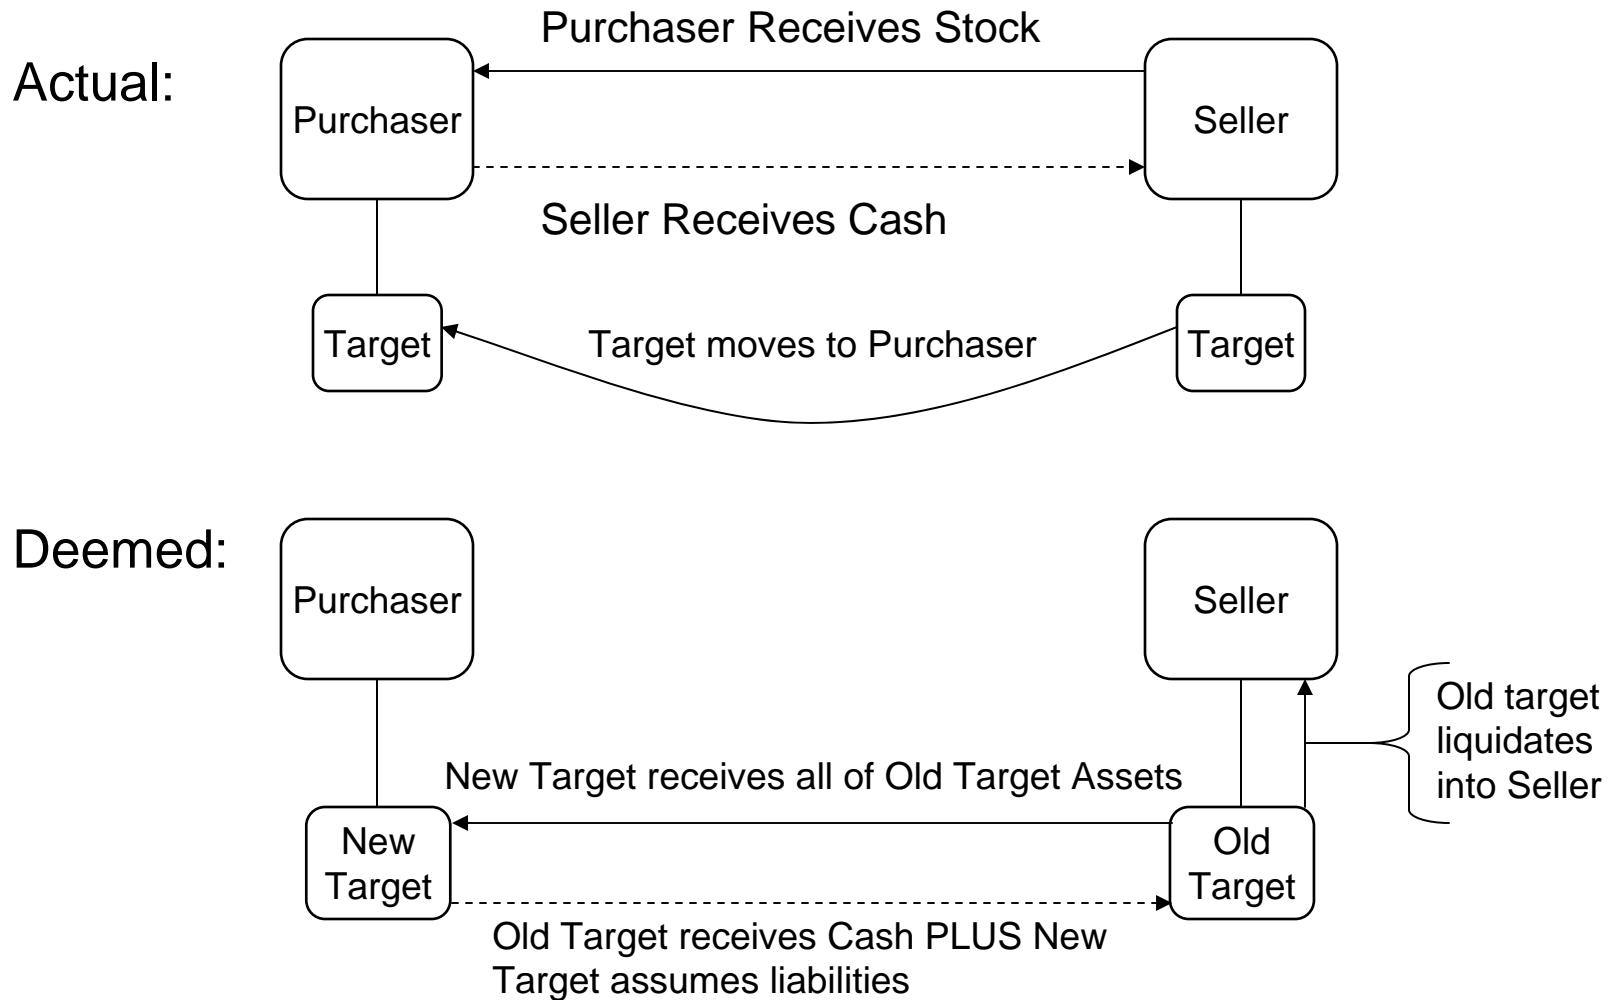 Purchaser Receives Stock
Actual:
Purchaser
Seller
Seller Receives Cash
Target
Target moves to Purchaser
Target
Deemed:
Purchaser
Seller
Old target
liquidates
into Seller
New Target receives all of Old Target Assets
New
Target
Old
Target
Old Target receives Cash PLUS New
Target assumes liabilities